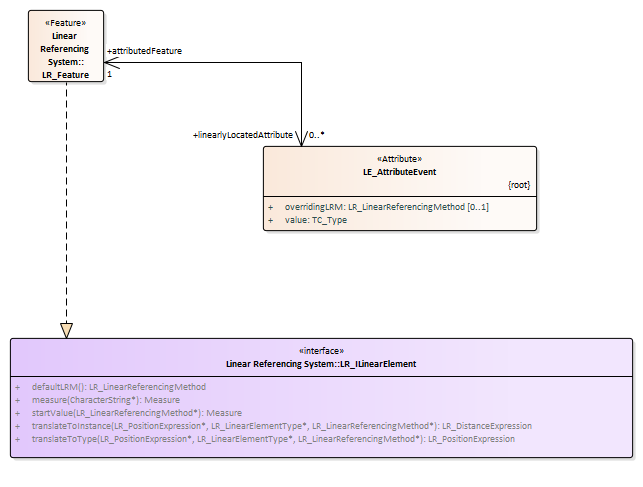 «Feature»
Linear
Referencing
System::
LR_Feature
+attributedFeature
1
+linearlyLocatedAttribute 0..*
«Attribute»
LE_AttributeEvent
{root}
+ overridingLRM: LR_LinearReferencingMethod [0..1]
+ value: TC_Type
«interface»
Linear Referencing System::LR_ILinearElement
+ defaultLRM(): LR_LinearReferencingMethod
+ measure(CharacterString*): Measure
+ startValue(LR_LinearReferencingMethod*): Measure
+ translateToInstance(LR_PositionExpression*, LR_LinearElementType*, LR_LinearReferencingMethod*): LR_DistanceExpression
+ translateToType(LR_PositionExpression*, LR_LinearElementType*, LR_LinearReferencingMethod*): LR_PositionExpression